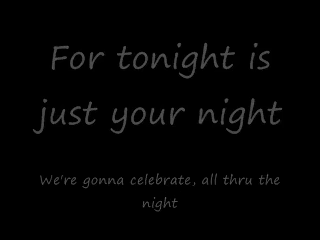 For tonight is
just your night
We're gonna celebrate, all thru the
night